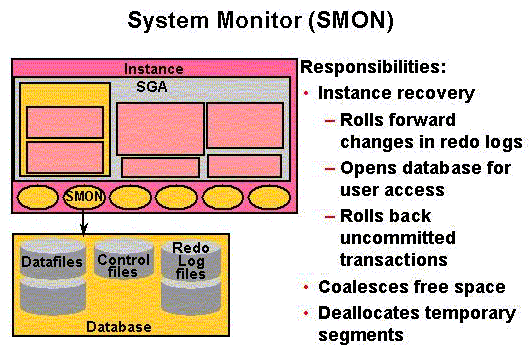 System Monitor (SMON)
Instance
SGA
SMON
Datafiles
Control
files
Redo
Log
files
Database
Responsibilities:
• Instance recovery
– Rolls forward
changes in redo logs
– Opens database for
user access
– Rolls back
uncommitted
transactions
• Coalesces free space
• Deallocates temporary
segments